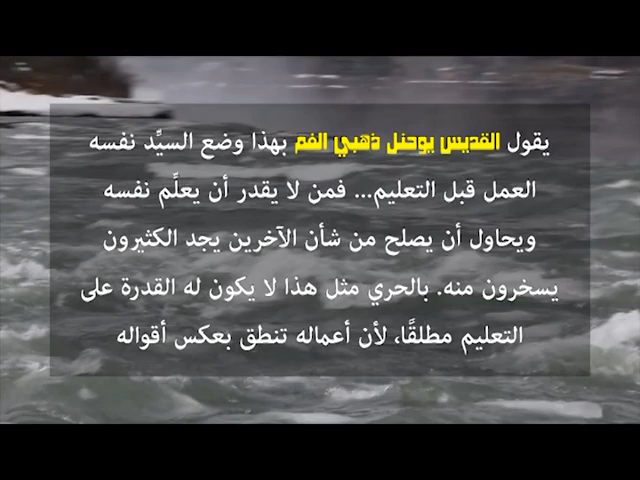 يقول القديس يوحنا ذهبي الفم بهذا وضع السيِّد نفسه
العمل قبل التعليم... فمن لا يقدر أن يعلِّم نفسه
ويحاول أن يصلح من شأن الآخرين يجد الكثيرون
يسخرون منه. بالحري مثل هذا لا يكون له القدرة على
التعليم مطلقًا، لأن أعماله تنطق بعكس أقواله